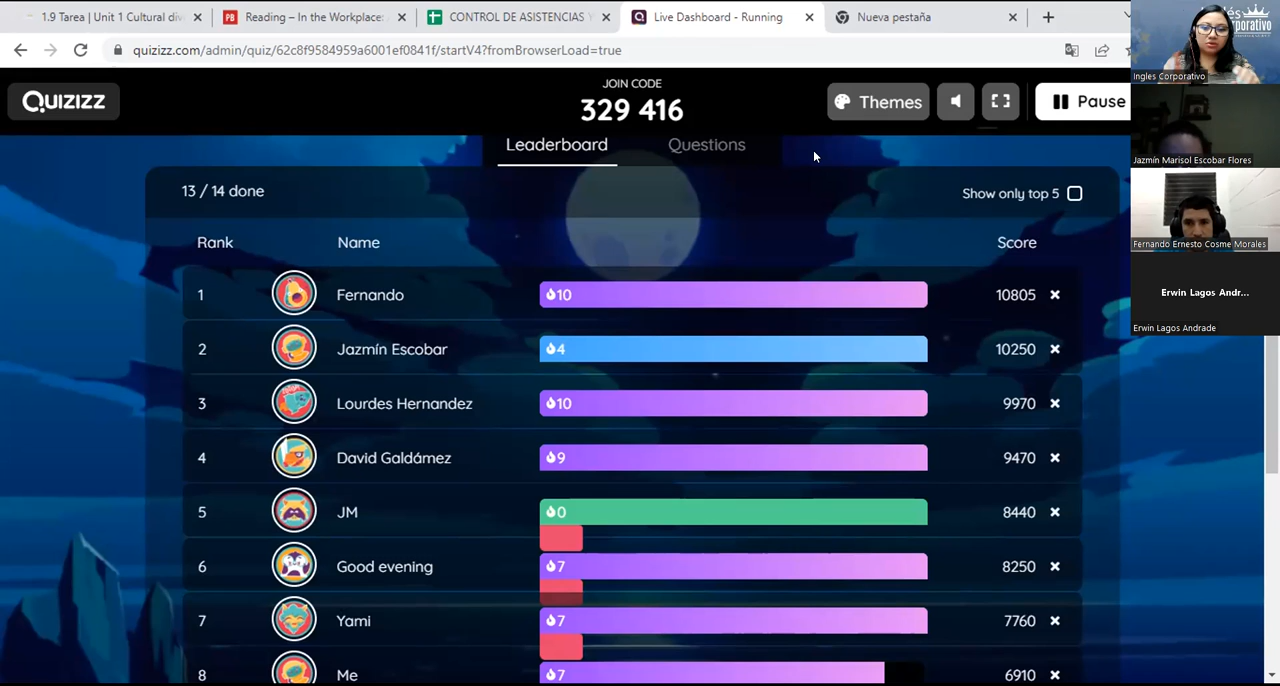 1.9 Tarea | Unit 1 Cultural div
Reading – In the Workplace:
CONTROL DE ASISTENCIAS Y
Live Dashboard - Running
Nueva pestaña
quizizz.com/admin/quiz/62c8f9584959a6001ef0841f/startV4?fromBrowserLoad=true
QUIZIZZ
JOIN CODE
329 416
Themes
Pause
Leaderboard
Questions
13 / 14 done
Show only top 5
Rank Name Score
1 Fernando 10 10805
2 Jazmín Escobar 4 10250
3 Lourdes Hernandez 10 9970
4 David Galdámez 9 9470
5 JM 0 8440
6 Good evening 7 8250
7 Yami 7 7760
8 Me 7 6910
Corporativo
Ingles Corporativo
Jazmín Marisol Escobar Flores
Fernando Ernesto Cosme Morales
Erwin Lagos Andr...
Erwin Lagos Andrade